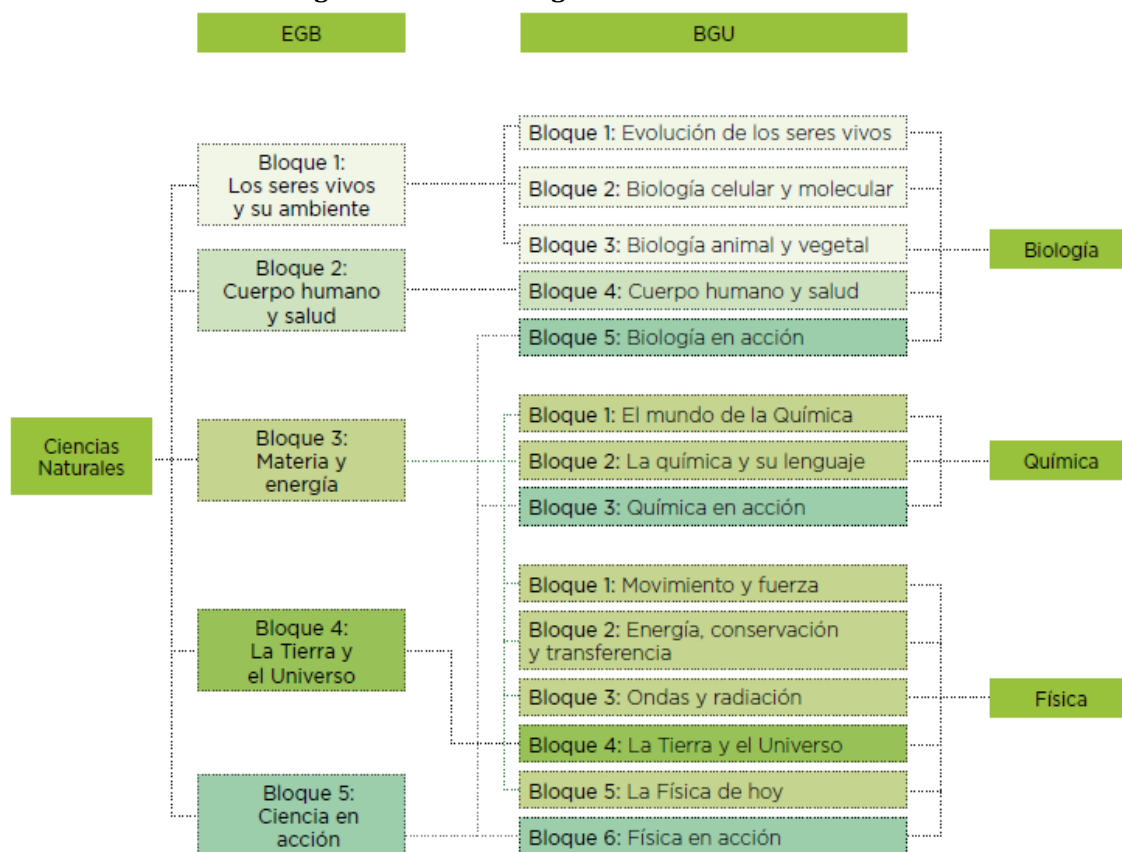 EGB
BGU
Bloque 1: Evolución de los seres vivos
Bloque 1:
Los seres vivos
y su ambiente
Bloque 2: Biología celular y molecular
Bloque 3: Biología animal y vegetal
Biología
Bloque 2:
Cuerpo humano
y salud
Bloque 4: Cuerpo humano y salud
Bloque 5: Biología en acción
Ciencias
Naturales
Bloque 3:
Materia y
energía
Bloque 1: El mundo de la Química
Bloque 2: La química y su lenguaje
Química
Bloque 3: Química en acción
Bloque 1: Movimiento y fuerza
Bloque 4:
La Tierra y
el Universo
Bloque 2: Energía, conservación
y transferencia
Bloque 3: Ondas y radiación
Física
Bloque 4: La Tierra y el Universo
Bloque 5: La Física de hoy
Bloque 5:
Ciencia en
acción
Bloque 6: Física en acción